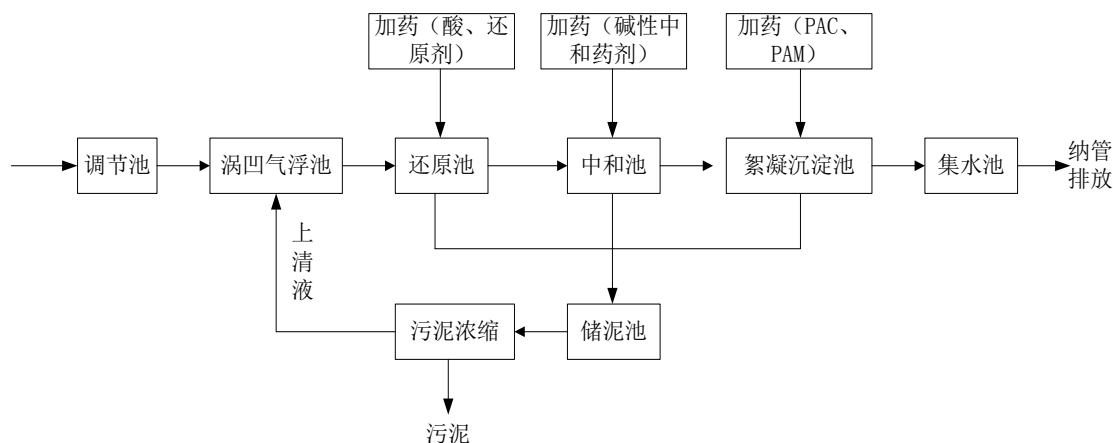 加药（酸、还
原剂）
加药（碱性中
和药剂）
加药（PAC、
PAM）
调节池
涡凹气浮池
还原池
中和池
絮凝沉淀池
集水池
纳管
排放
上
清
液
污泥浓缩
储泥池
污泥